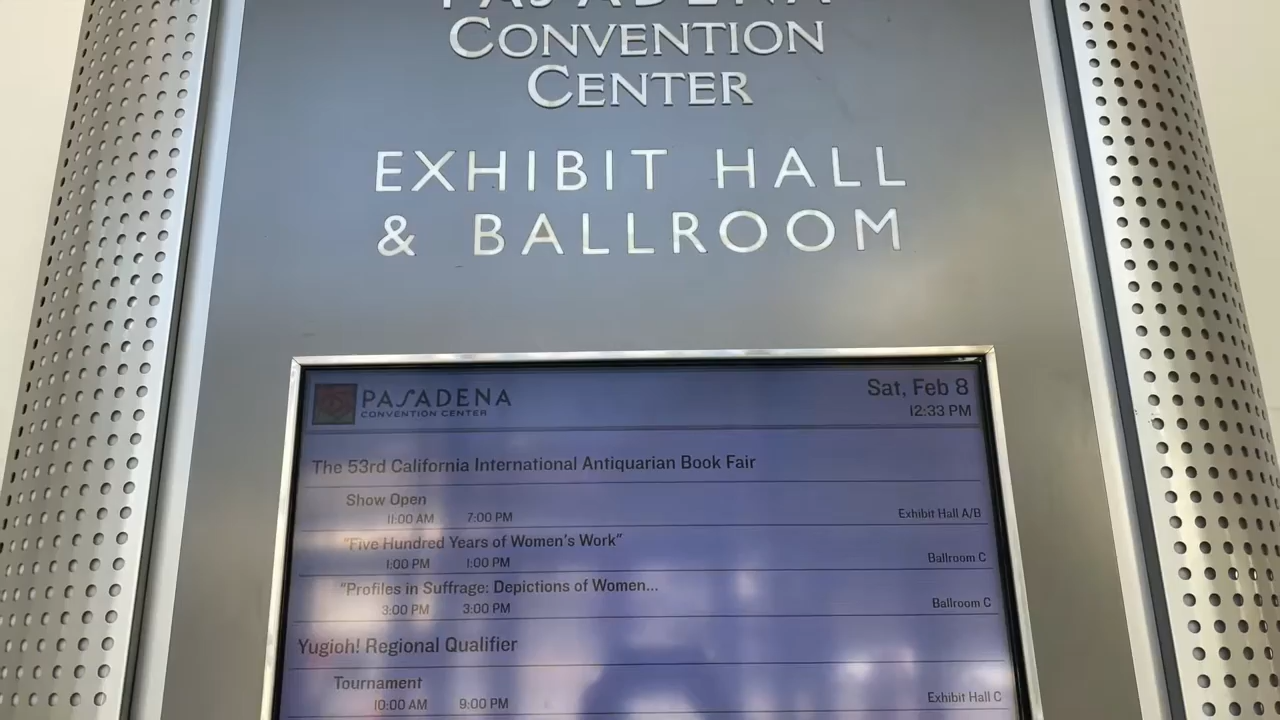 PASADENA
CONVENTION
CENTER
EXHIBIT HALL
& BALLROOM
PASADENA
CONVENTION CENTER
Sat, Feb 8
12:33 PM
The 53rd California International Antiquarian Book Fair
Show Open
11:00 AM 7:00 PM Exhibit Hall A/B
"Five Hundred Years of Women's Work"
1:00 PM 1:00 PM Ballroom C
"Profiles in Suffrage: Depictions of Women...
3:00 PM 3:00 PM Ballroom C
Yugioh! Regional Qualifier
Tournament
10:00 AM 9:00 PM Exhibit Hall C